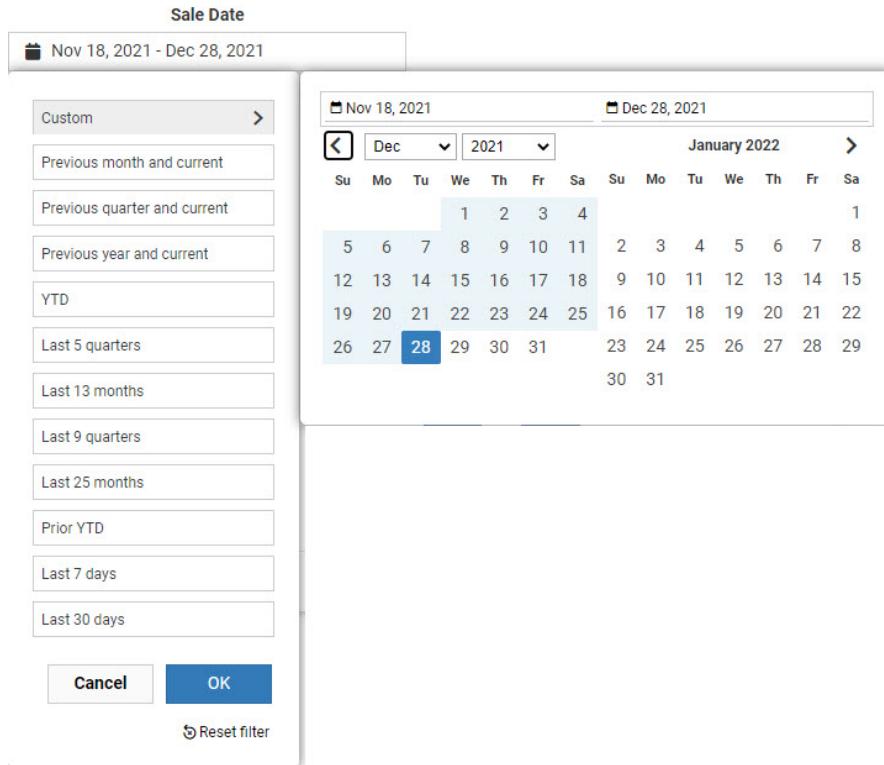 Sale Date
Nov 18, 2021 - Dec 28, 2021
Custom
Previous month and current
Previous quarter and current
Previous year and current
YTD
Last 5 quarters
Last 13 months
Last 9 quarters
Last 25 months
Prior YTD
Last 7 days
Last 30 days
Cancel OK
Reset filter
Nov 18, 2021 Dec 28, 2021
Dec 2021
Su Mo Tu We Th Fr Sa
1 2 3 4
5 6 7 8 9 10 11
12 13 14 15 16 17 18
19 20 21 22 23 24 25
26 27 28 29 30 31
January 2022
Su Mo Tu We Th Fr Sa
1
2 3 4 5 6 7 8
9 10 11 12 13 14 15
16 17 18 19 20 21 22
23 24 25 26 27 28 29
30 31